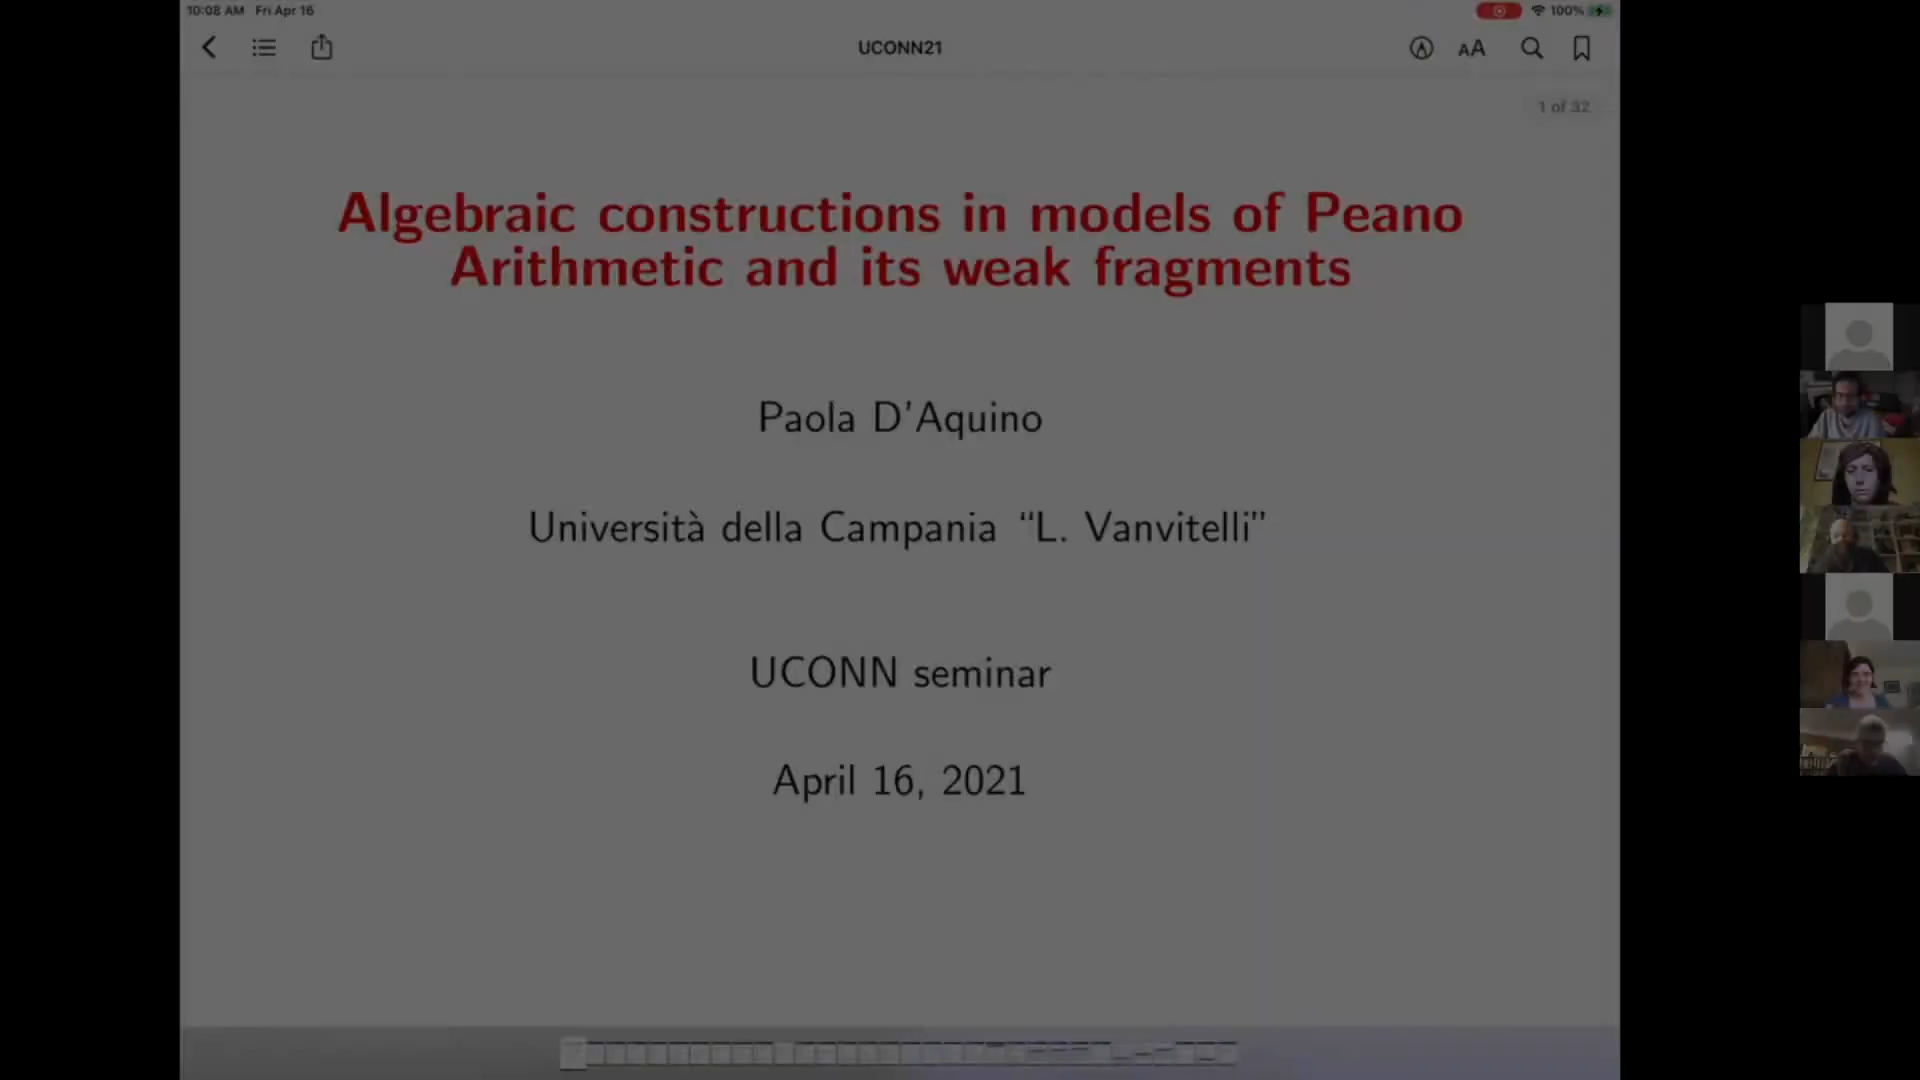 10:08 AM Fri Apr 16
100%
UCONN21
AA
1 of 32
Algebraic constructions in models of Peano
Arithmetic and its weak fragments
Paola D'Aquino
Università della Campania “L. Vanvitelli”
UCONN seminar
April 16, 2021